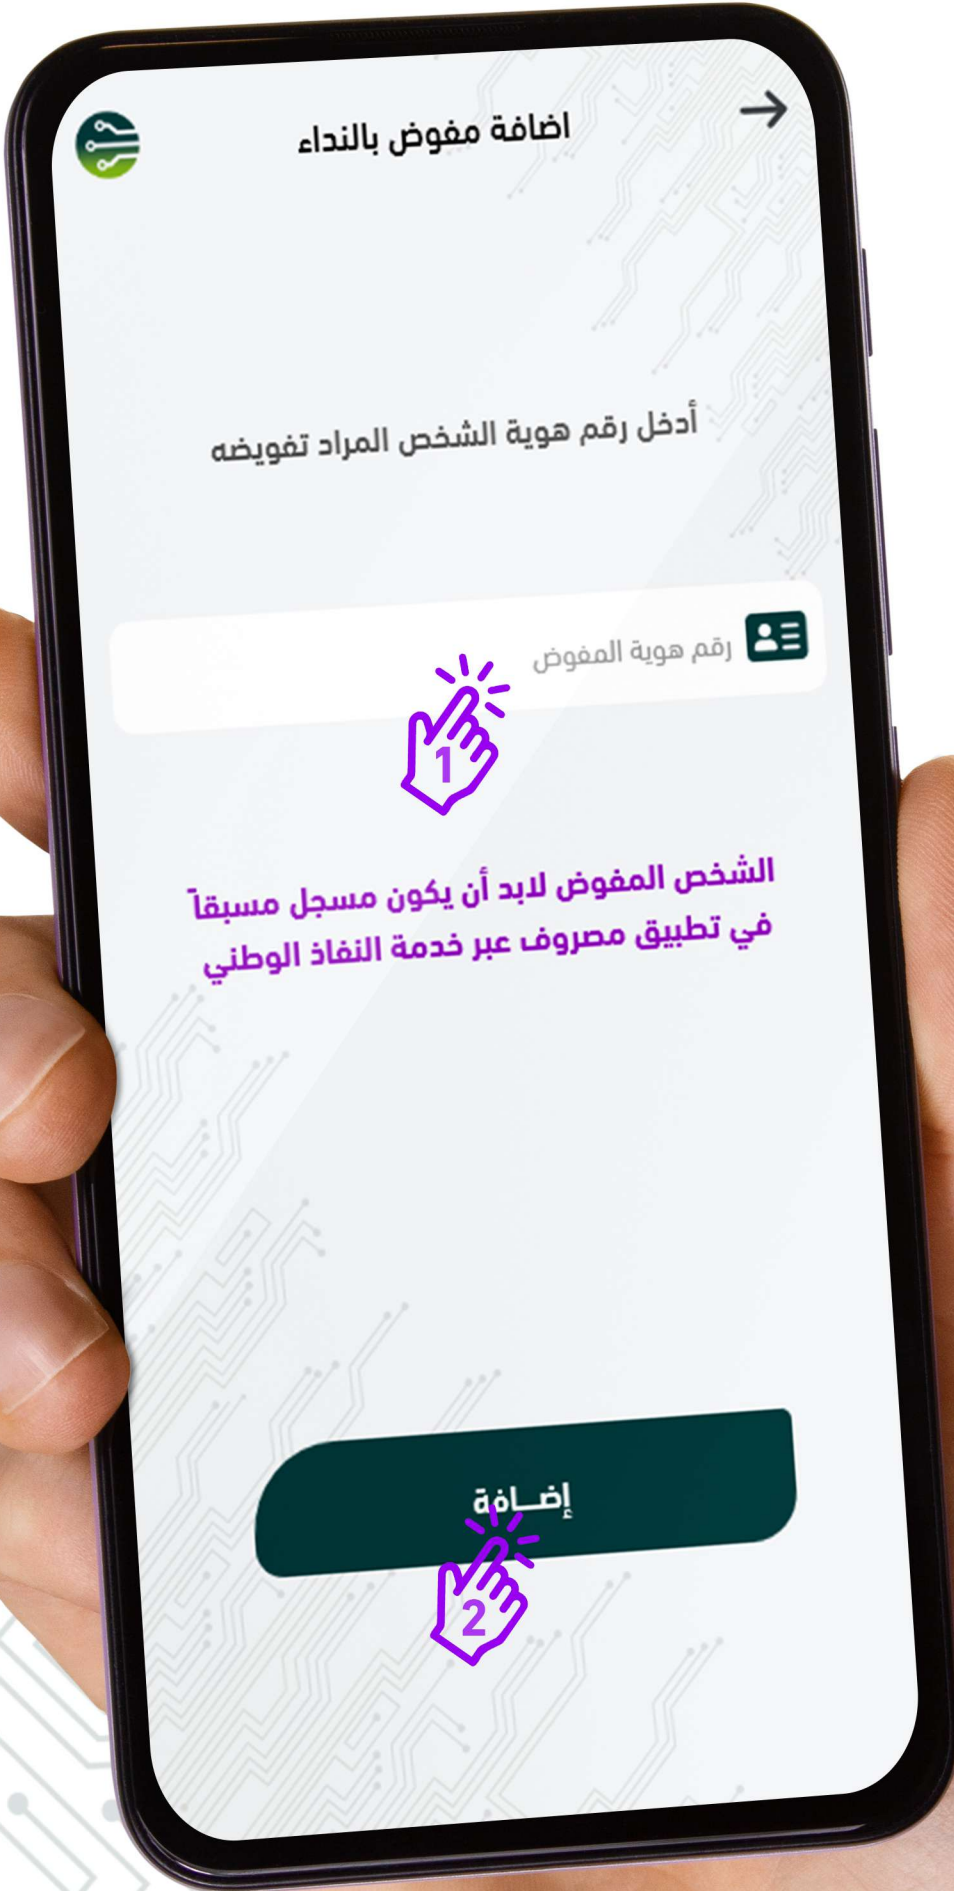 اضافة مفوض بالنداء
أدخل رقم هوية الشخص المراد تفويضه
رقم هوية المفوض
1
الشخص المفوض لابد أن يكون مسجل مسبقاً
في تطبيق مصروف عبر خدمة النفاذ الوطني
إضـافة
2